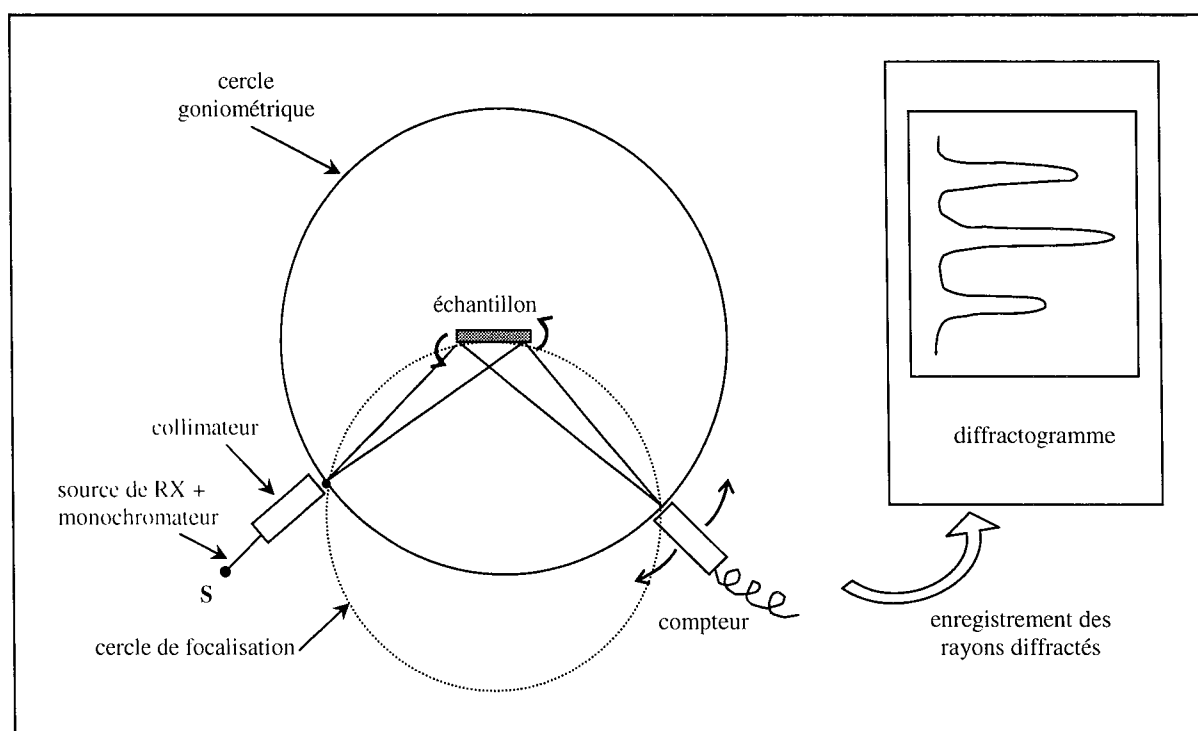 cercle
goniométrique
échantillon
collimateur
source de RX +
monochromateur
S
cercle de focalisation
compteur
diffractogramme
enregistrement des
rayons diffractés